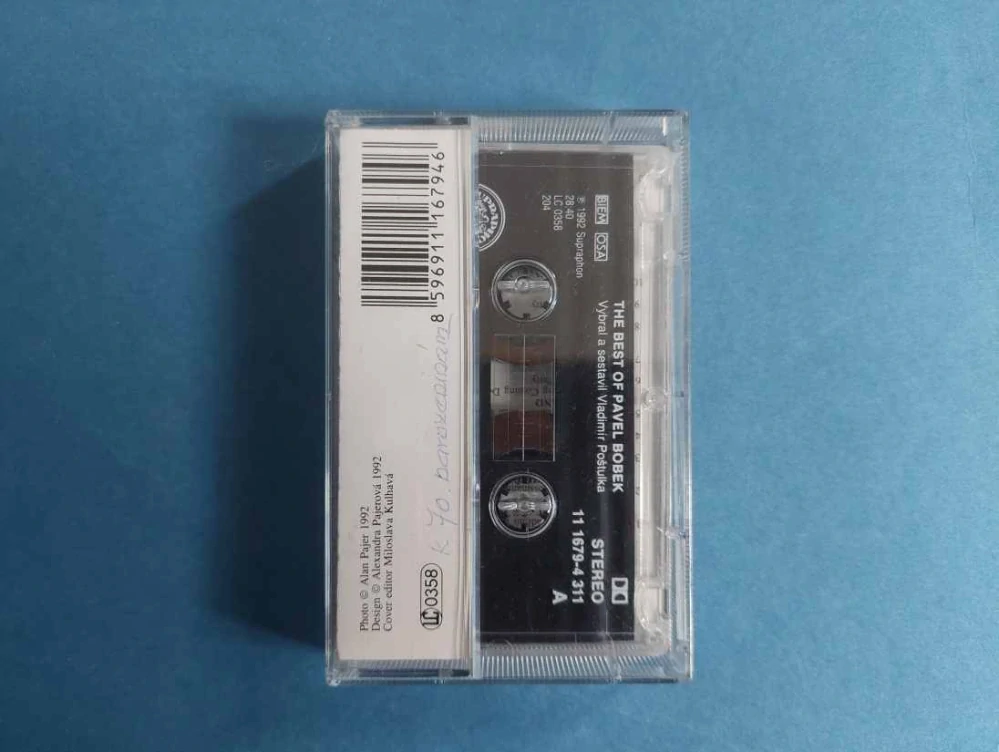 8 596911 167946
Photo © Alan Pajer 1992
Design © Alexandra Pajerová 1992
Cover editor Miloslava Kulhavá
LC 0358
K 70.
BIEM OSA
℗ 1992 Supraphon
28 40
LC 0358
204
THE BEST OF PAVEL BOBEK
Vybral a sestavil Vladimír Poštulka
STEREO
11 1679-4 311
A